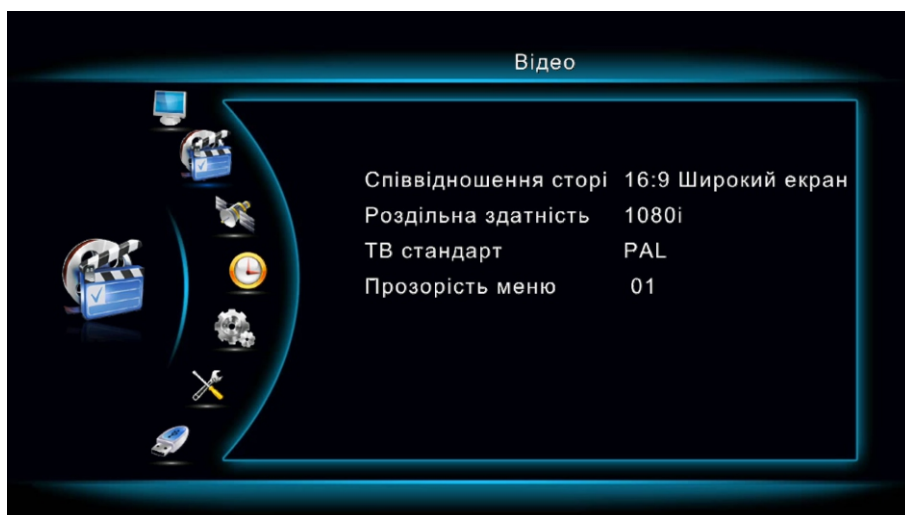 Відео
Співвідношення сторі 16:9 Широкий екран
Роздільна здатність 1080i
ТВ стандарт PAL
Прозорість меню 01